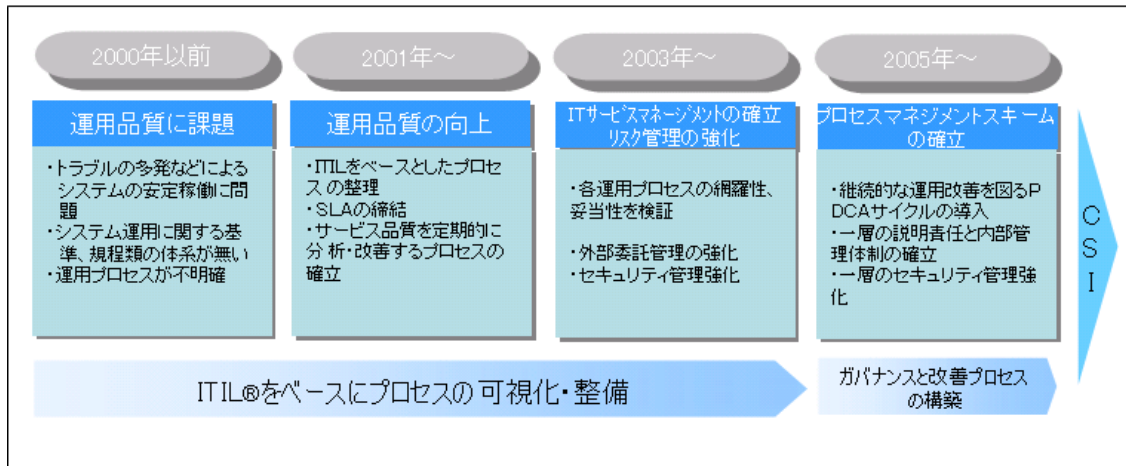 2000年以前
2001年～
2003年～
2005年～
運用品質に課題
・トラブルの多発などによる
システムの安定稼働に問
題
・システム運用に関する基
準、規程類の体系が無い
・運用プロセスが不明確
運用品質の向上
・ITILをベースとしたプロセ
スの整理
・SLAの締結
・サービス品質を定期的に
分析・改善するプロセスの
確立
ITサービスマネージメントの確立
リスク管理の強化
・各運用プロセスの網羅性、
妥当性を検証
・外部委託管理の強化
・セキュリティ管理強化
プロセスマネジメントスキーム
の確立
・継続的な運用改善を図るP
DCAサイクルの導入
・一層の説明責任と内部管
理体制の確立
・一層のセキュリティ管理強
化
CSI
ITIL®をベースにプロセスの可視化・整備
ガバナンスと改善プロセス
の構築